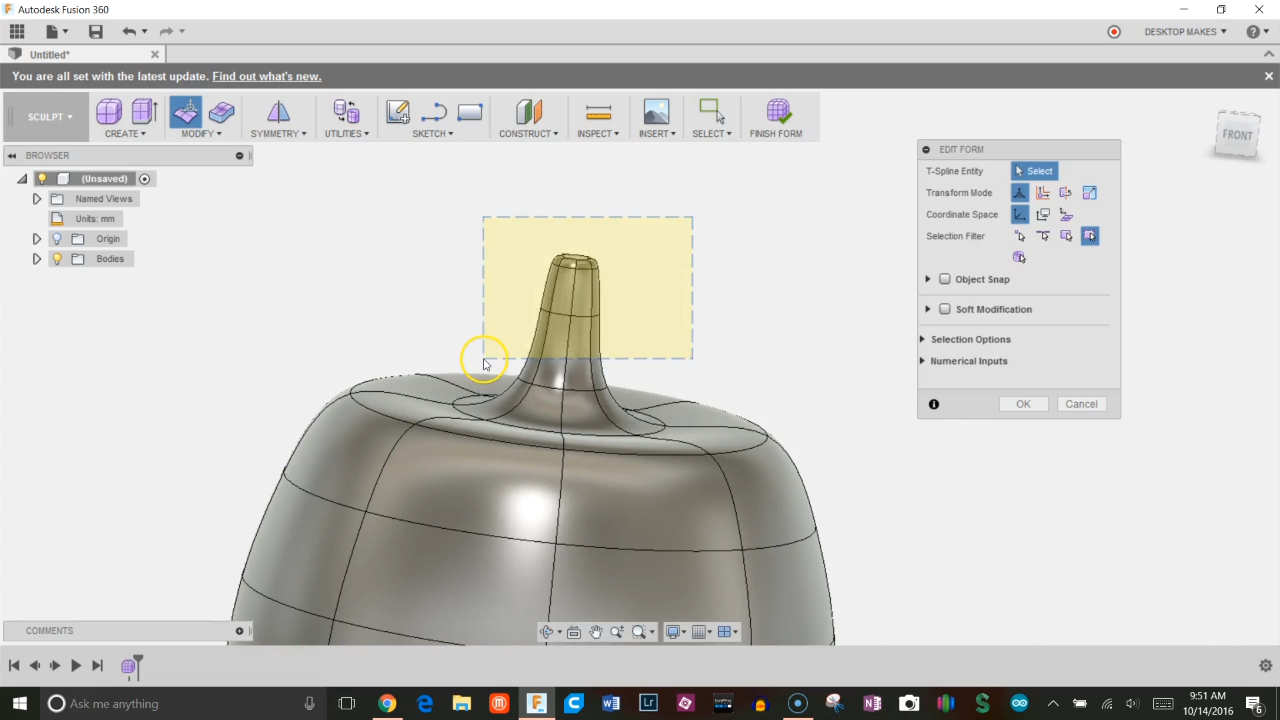 Autodesk Fusion 360
DESKTOP MAKES
Untitled*
You are all set with the latest update. Find out what's new.
SCULPT
CREATE
MODIFY
SYMMETRY
UTILITIES
SKETCH
CONSTRUCT
INSPECT
INSERT
SELECT
FINISH FORM
FRONT
BROWSER
(Unsaved)
Named Views
Units: mm
Origin
Bodies
EDIT FORM
T-Spline Entity
Select
Transform Mode
Coordinate Space
Selection Filter
Object Snap
Soft Modification
Selection Options
Numerical Inputs
OK
Cancel
COMMENTS
Ask me anything
9:51 AM
10/14/2016
6